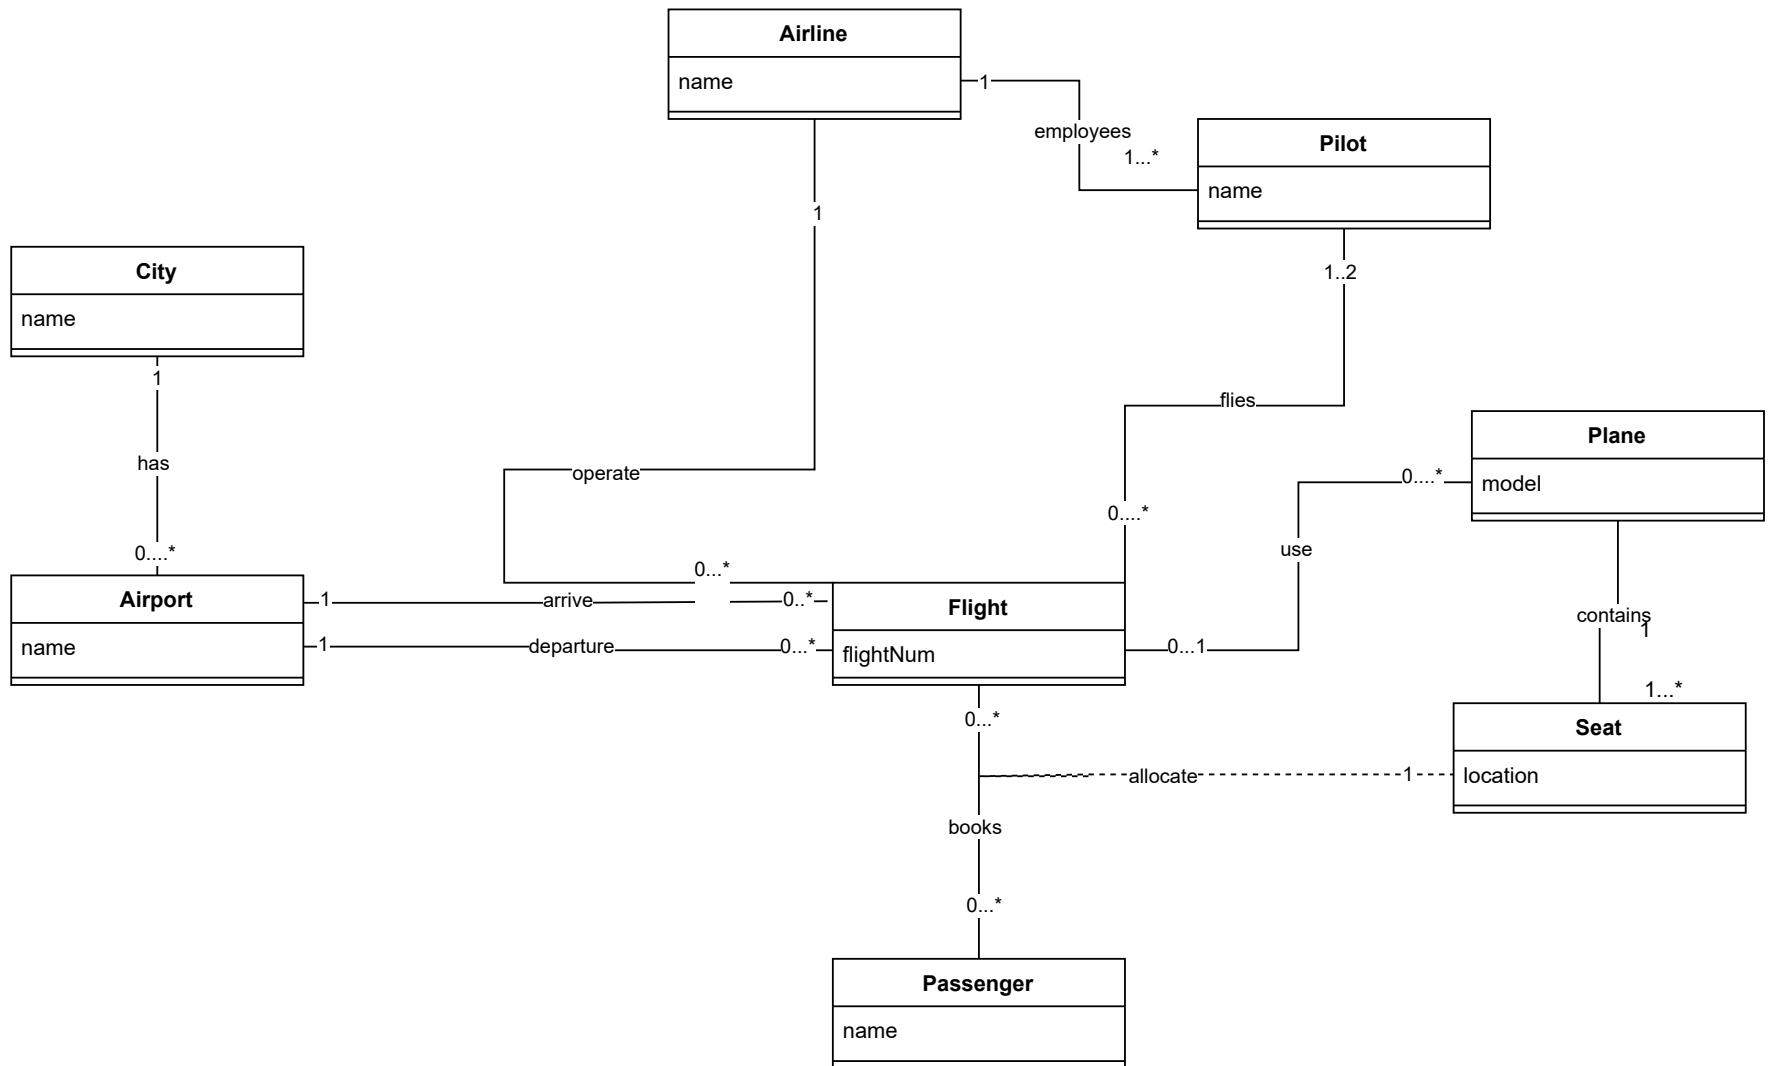 Airline
name
1
employees
1...*
Pilot
name
1
1..2
City
name
1
has
0....*
flies
operate
Plane
model
0....*
0....*
use
0...*
Airport
name
1
arrive
0..*
1
departure
0...*
Flight
flightNum
0...1
contains
1
1...*
Seat
location
0...*
allocate
1
books
0...*
Passenger
name